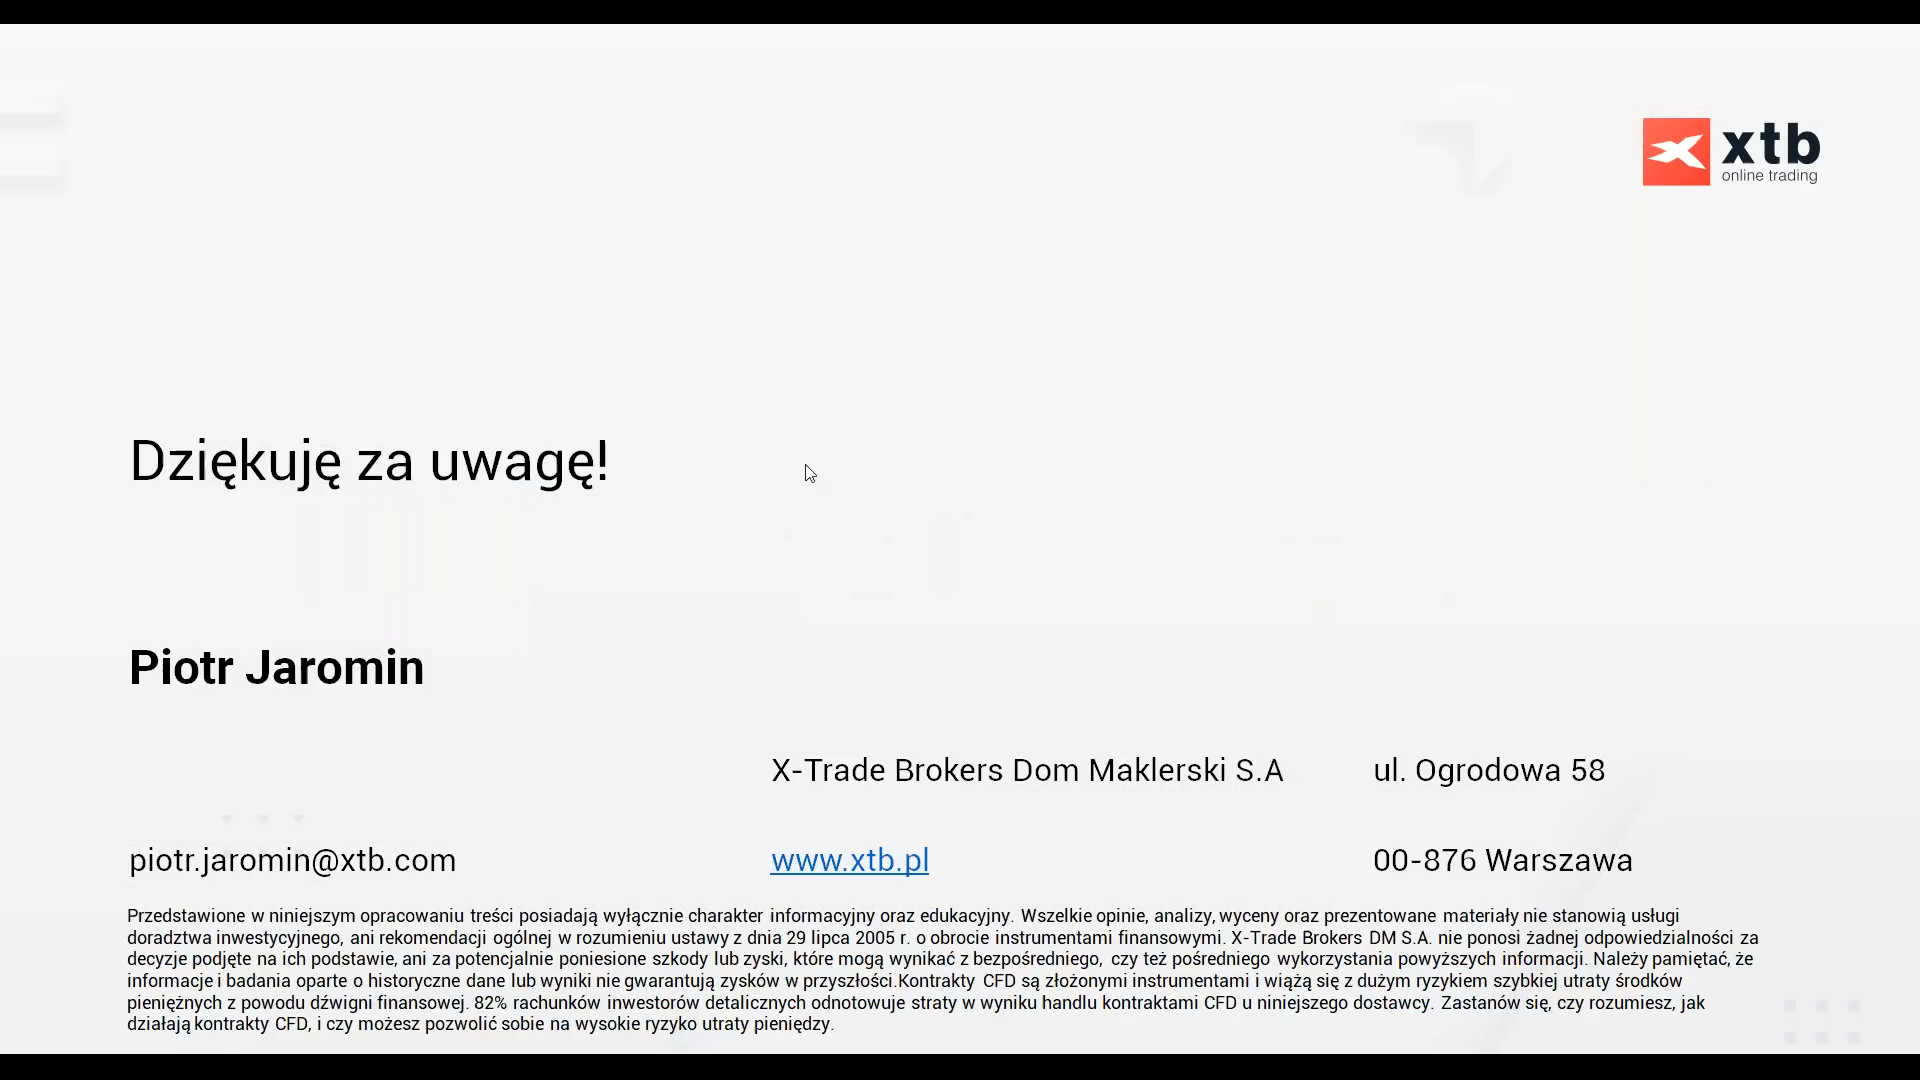 xtb
online trading
Dziękuję za uwagę!
Piotr Jaromin
X-Trade Brokers Dom Maklerski S.A
ul. Ogrodowa 58
piotr.jaromin@xtb.com
www.xtb.pl
00-876 Warszawa
Przedstawione w niniejszym opracowaniu treści posiadają wyłącznie charakter informacyjny oraz edukacyjny. Wszelkie opinie, analizy, wyceny oraz prezentowane materiały nie stanowią usługi
doradztwa inwestycyjnego, ani rekomendacji ogólnej w rozumieniu ustawy z dnia 29 lipca 2005 r. o obrocie instrumentami finansowymi. X-Trade Brokers DM S.A. nie ponosi żadnej odpowiedzialności za
decyzje podjęte na ich podstawie, ani za potencjalnie poniesione szkody lub zyski, które mogą wynikać z bezpośredniego, czy też pośredniego wykorzystania powyższych informacji. Należy pamiętać, że
informacje i badania oparte o historyczne dane lub wyniki nie gwarantują zysków w przyszłości.Kontrakty CFD są złożonymi instrumentami i wiążą się z dużym ryzykiem szybkiej utraty środków
pieniężnych z powodu dźwigni finansowej. 82% rachunków inwestorów detalicznych odnotowuje straty w wyniku handlu kontraktami CFD u niniejszego dostawcy. Zastanów się, czy rozumiesz, jak
działają kontrakty CFD, i czy możesz pozwolić sobie na wysokie ryzyko utraty pieniędzy.